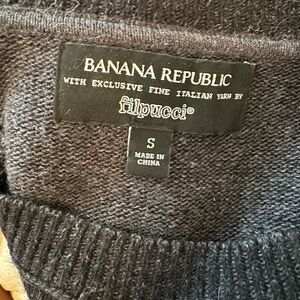 BANANA REPUBLIC
WITH EXCLUSIVE FINE ITALIAN YARN BY
filpucci®
S
MADE IN
CHINA